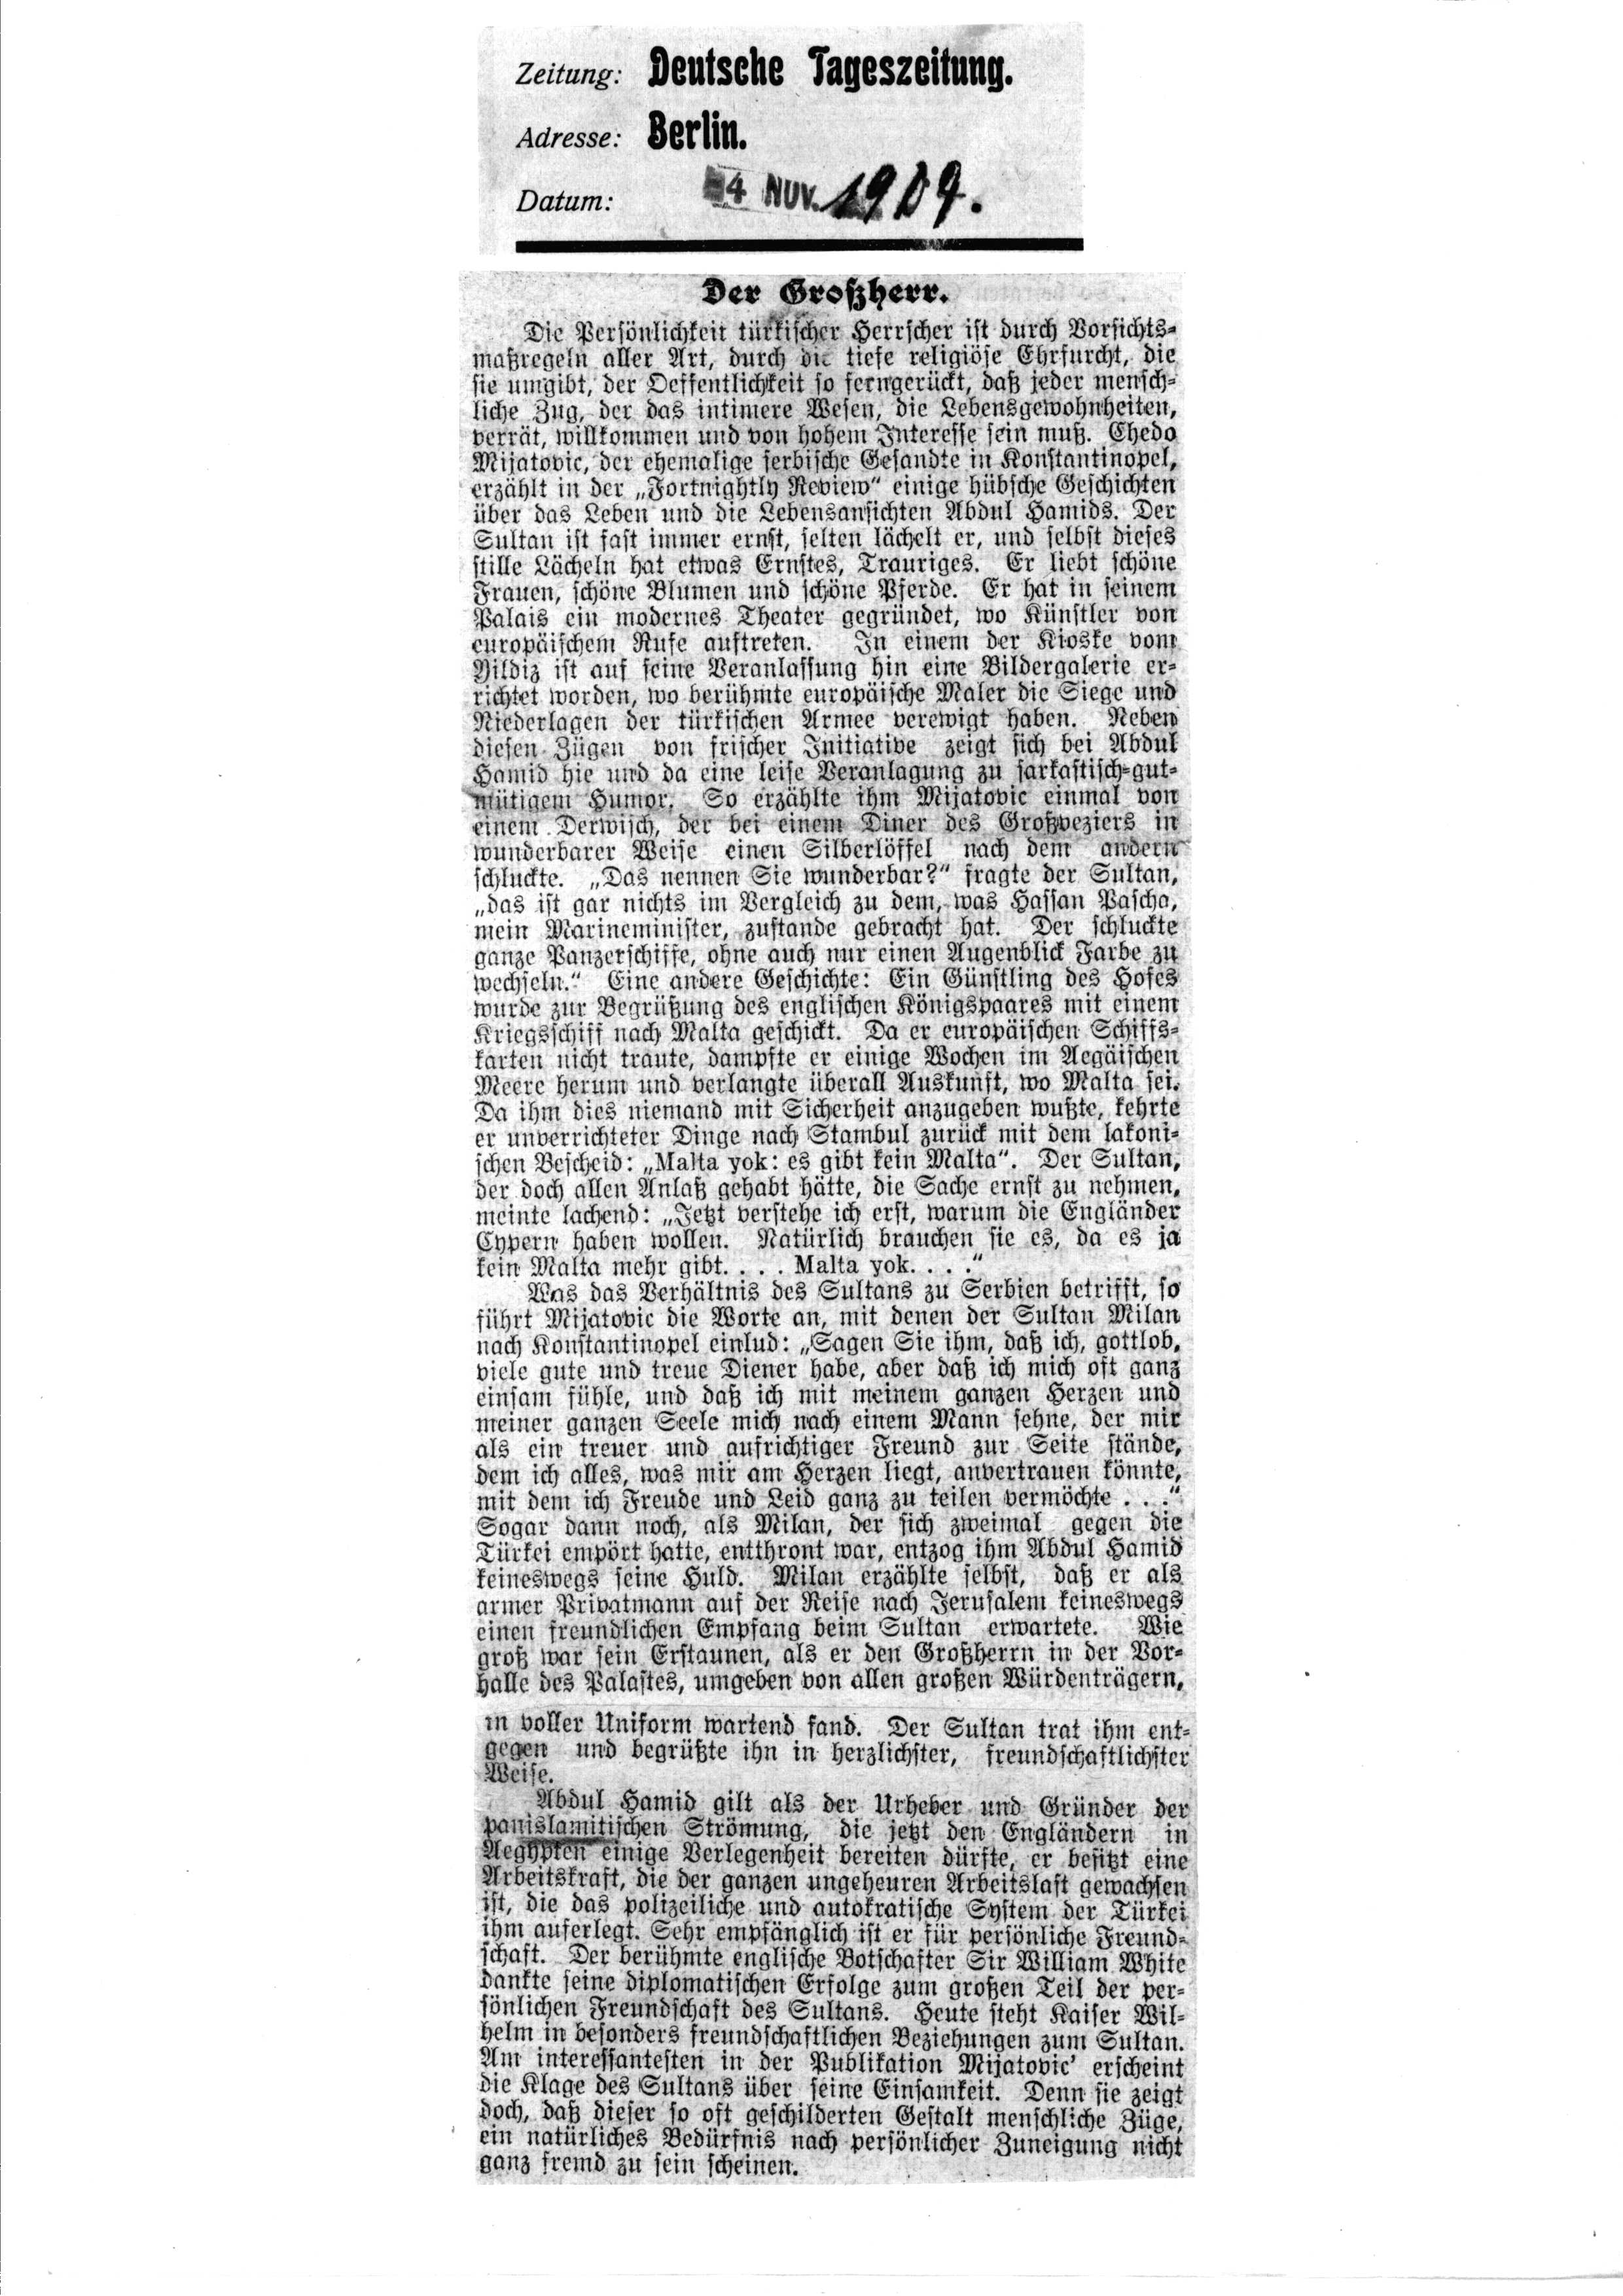 Zeitung: Deutsche Tageszeitung.
Adresse: Berlin.
Datum: 4 NOV. 1909.
Der Großherr.
Die Persönlichkeit türkischer Herrscher ist durch Vorsichts-
maßregeln aller Art, durch die tiefe religiöse Ehrfurcht, die
sie umgibt, der Oeffentlichkeit so ferngerückt, daß jeder mensch-
liche Zug, der das intimere Wesen, die Lebensgewohnheiten,
verrät, willkommen und von hohem Interesse sein muß. Chedo
Mijatovic, der ehemalige serbische Gesandte in Konstantinopel,
erzählt in der „Fortnightly Review“ einige hübsche Geschichten
über das Leben und die Lebensansichten Abdul Hamids. Der
Sultan ist fast immer ernst, selten lächelt er, und selbst dieses
stille Lächeln hat etwas Ernstes, Trauriges. Er liebt schöne
Frauen, schöne Blumen und schöne Pferde. Er hat in seinem
Palais ein modernes Theater gegründet, wo Künstler von
europäischem Rufe auftreten. In einem der Kioske vom
Yildiz ist auf seine Veranlassung hin eine Bildergalerie er-
richtet worden, wo berühmte europäische Maler die Siege und
Niederlagen der türkischen Armee verewigt haben. Neben
diesen Zügen von frischer Initiative zeigt sich bei Abdul
Hamid hie und da eine leise Veranlagung zu sarkastisch-gut-
mütigem Humor. So erzählte ihm Mijatovic einmal von
einem Derwisch, der bei einem Diner des Großveziers in
wunderbarer Weise einen Silberlöffel nach dem andern
schluckte. „Das nennen Sie wunderbar?“ fragte der Sultan,
„das ist gar nichts im Vergleich zu dem, was Hassan Pascha,
mein Marineminister, zustande gebracht hat. Der schluckte
ganze Panzerschiffe, ohne auch nur einen Augenblick Farbe zu
wechseln.“ Eine andere Geschichte: Ein Günstling des Hofes
wurde zur Begrüßung des englischen Königspaares mit einem
Kriegsschiff nach Malta geschickt. Da er europäischen Schiffs-
karten nicht traute, dampfte er einige Wochen im Aegäischen
Meere herum und verlangte überall Auskunft, wo Malta sei.
Da ihm dies niemand mit Sicherheit anzugeben wußte, kehrte
er unverrichteter Dinge nach Stambul zurück mit dem lakoni-
schen Bescheid: „Malta yok: es gibt kein Malta“. Der Sultan,
der doch allen Anlaß gehabt hätte, die Sache ernst zu nehmen,
meinte lachend: „Jetzt verstehe ich erst, warum die Engländer
Cypern haben wollen. Natürlich brauchen sie es, da es ja
kein Malta mehr gibt. . . . Malta yok. . . .“
Was das Verhältnis des Sultans zu Serbien betrifft, so
führt Mijatovic die Worte an, mit denen der Sultan Milan
nach Konstantinopel einlud: „Sagen Sie ihm, daß ich, gottlob,
viele gute und treue Diener habe, aber daß ich mich oft ganz
einsam fühle, und daß ich mit meinem ganzen Herzen und
meiner ganzen Seele mich nach einem Mann sehne, der mir
als ein treuer und aufrichtiger Freund zur Seite stände,
dem ich alles, was mir am Herzen liegt, anvertrauen könnte,
mit dem ich Freude und Leid ganz zu teilen vermöchte . . .“
Sogar dann noch, als Milan, der sich zweimal gegen die
Türkei empört hatte, entthront war, entzog ihm Abdul Hamid
keineswegs seine Huld. Milan erzählte selbst, daß er als
armer Privatmann auf der Reise nach Jerusalem keineswegs
einen freundlichen Empfang beim Sultan erwartete. Wie
groß war sein Erstaunen, als er den Großherrn in der Vor-
halle des Palastes, umgeben von allen großen Würdenträgern,
in voller Uniform wartend fand. Der Sultan trat ihm ent-
gegen und begrüßte ihn in herzlichster, freundschaftlichster
Weise.
Abdul Hamid gilt als der Urheber und Gründer der
panislamitischen Strömung, die jetzt den Engländern in
Aegypten einige Verlegenheit bereiten dürfte, er besitzt eine
Arbeitskraft, die der ganzen ungeheuren Arbeitslast gewachsen
ist, die das polizeiliche und autokratische System der Türkei
ihm auferlegt. Sehr empfänglich ist er für persönliche Freund-
schaft. Der berühmte englische Botschafter Sir William White
dankte seine diplomatischen Erfolge zum großen Teil der per-
sönlichen Freundschaft des Sultans. Heute steht Kaiser Wil-
helm in besonders freundschaftlichen Beziehungen zum Sultan.
Am interessantesten in der Publikation Mijatovic' erscheint
die Klage des Sultans über seine Einsamkeit. Denn sie zeigt
doch, daß dieser so oft geschilderten Gestalt menschliche Züge,
ein natürliches Bedürfnis nach persönlicher Zuneigung nicht
ganz fremd zu sein scheinen.